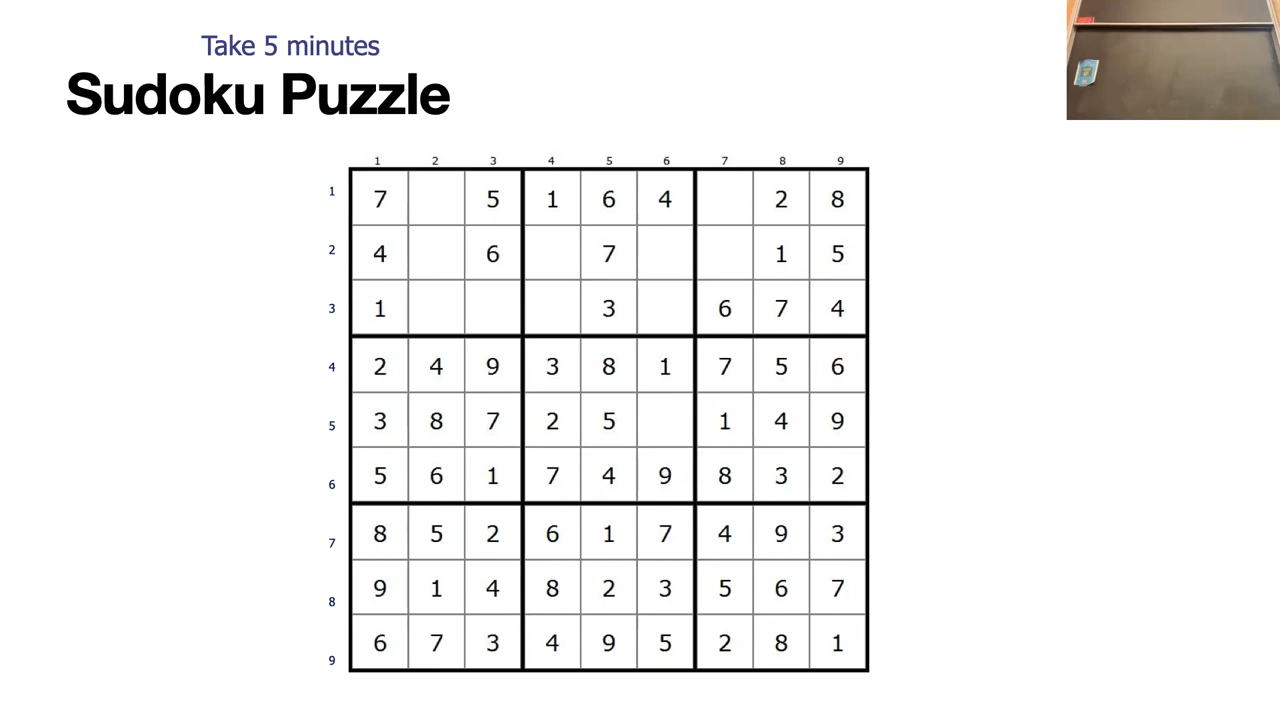 Take 5 minutes
Sudoku Puzzle
1 2 3 4 5 6 7 8 9
1 7 5 1 6 4 2 8
2 4 6 7 1 5
3 1 3 6 7 4
4 2 4 9 3 8 1 7 5 6
5 3 8 7 2 5 1 4 9
6 5 6 1 7 4 9 8 3 2
7 8 5 2 6 1 7 4 9 3
8 9 1 4 8 2 3 5 6 7
9 6 7 3 4 9 5 2 8 1